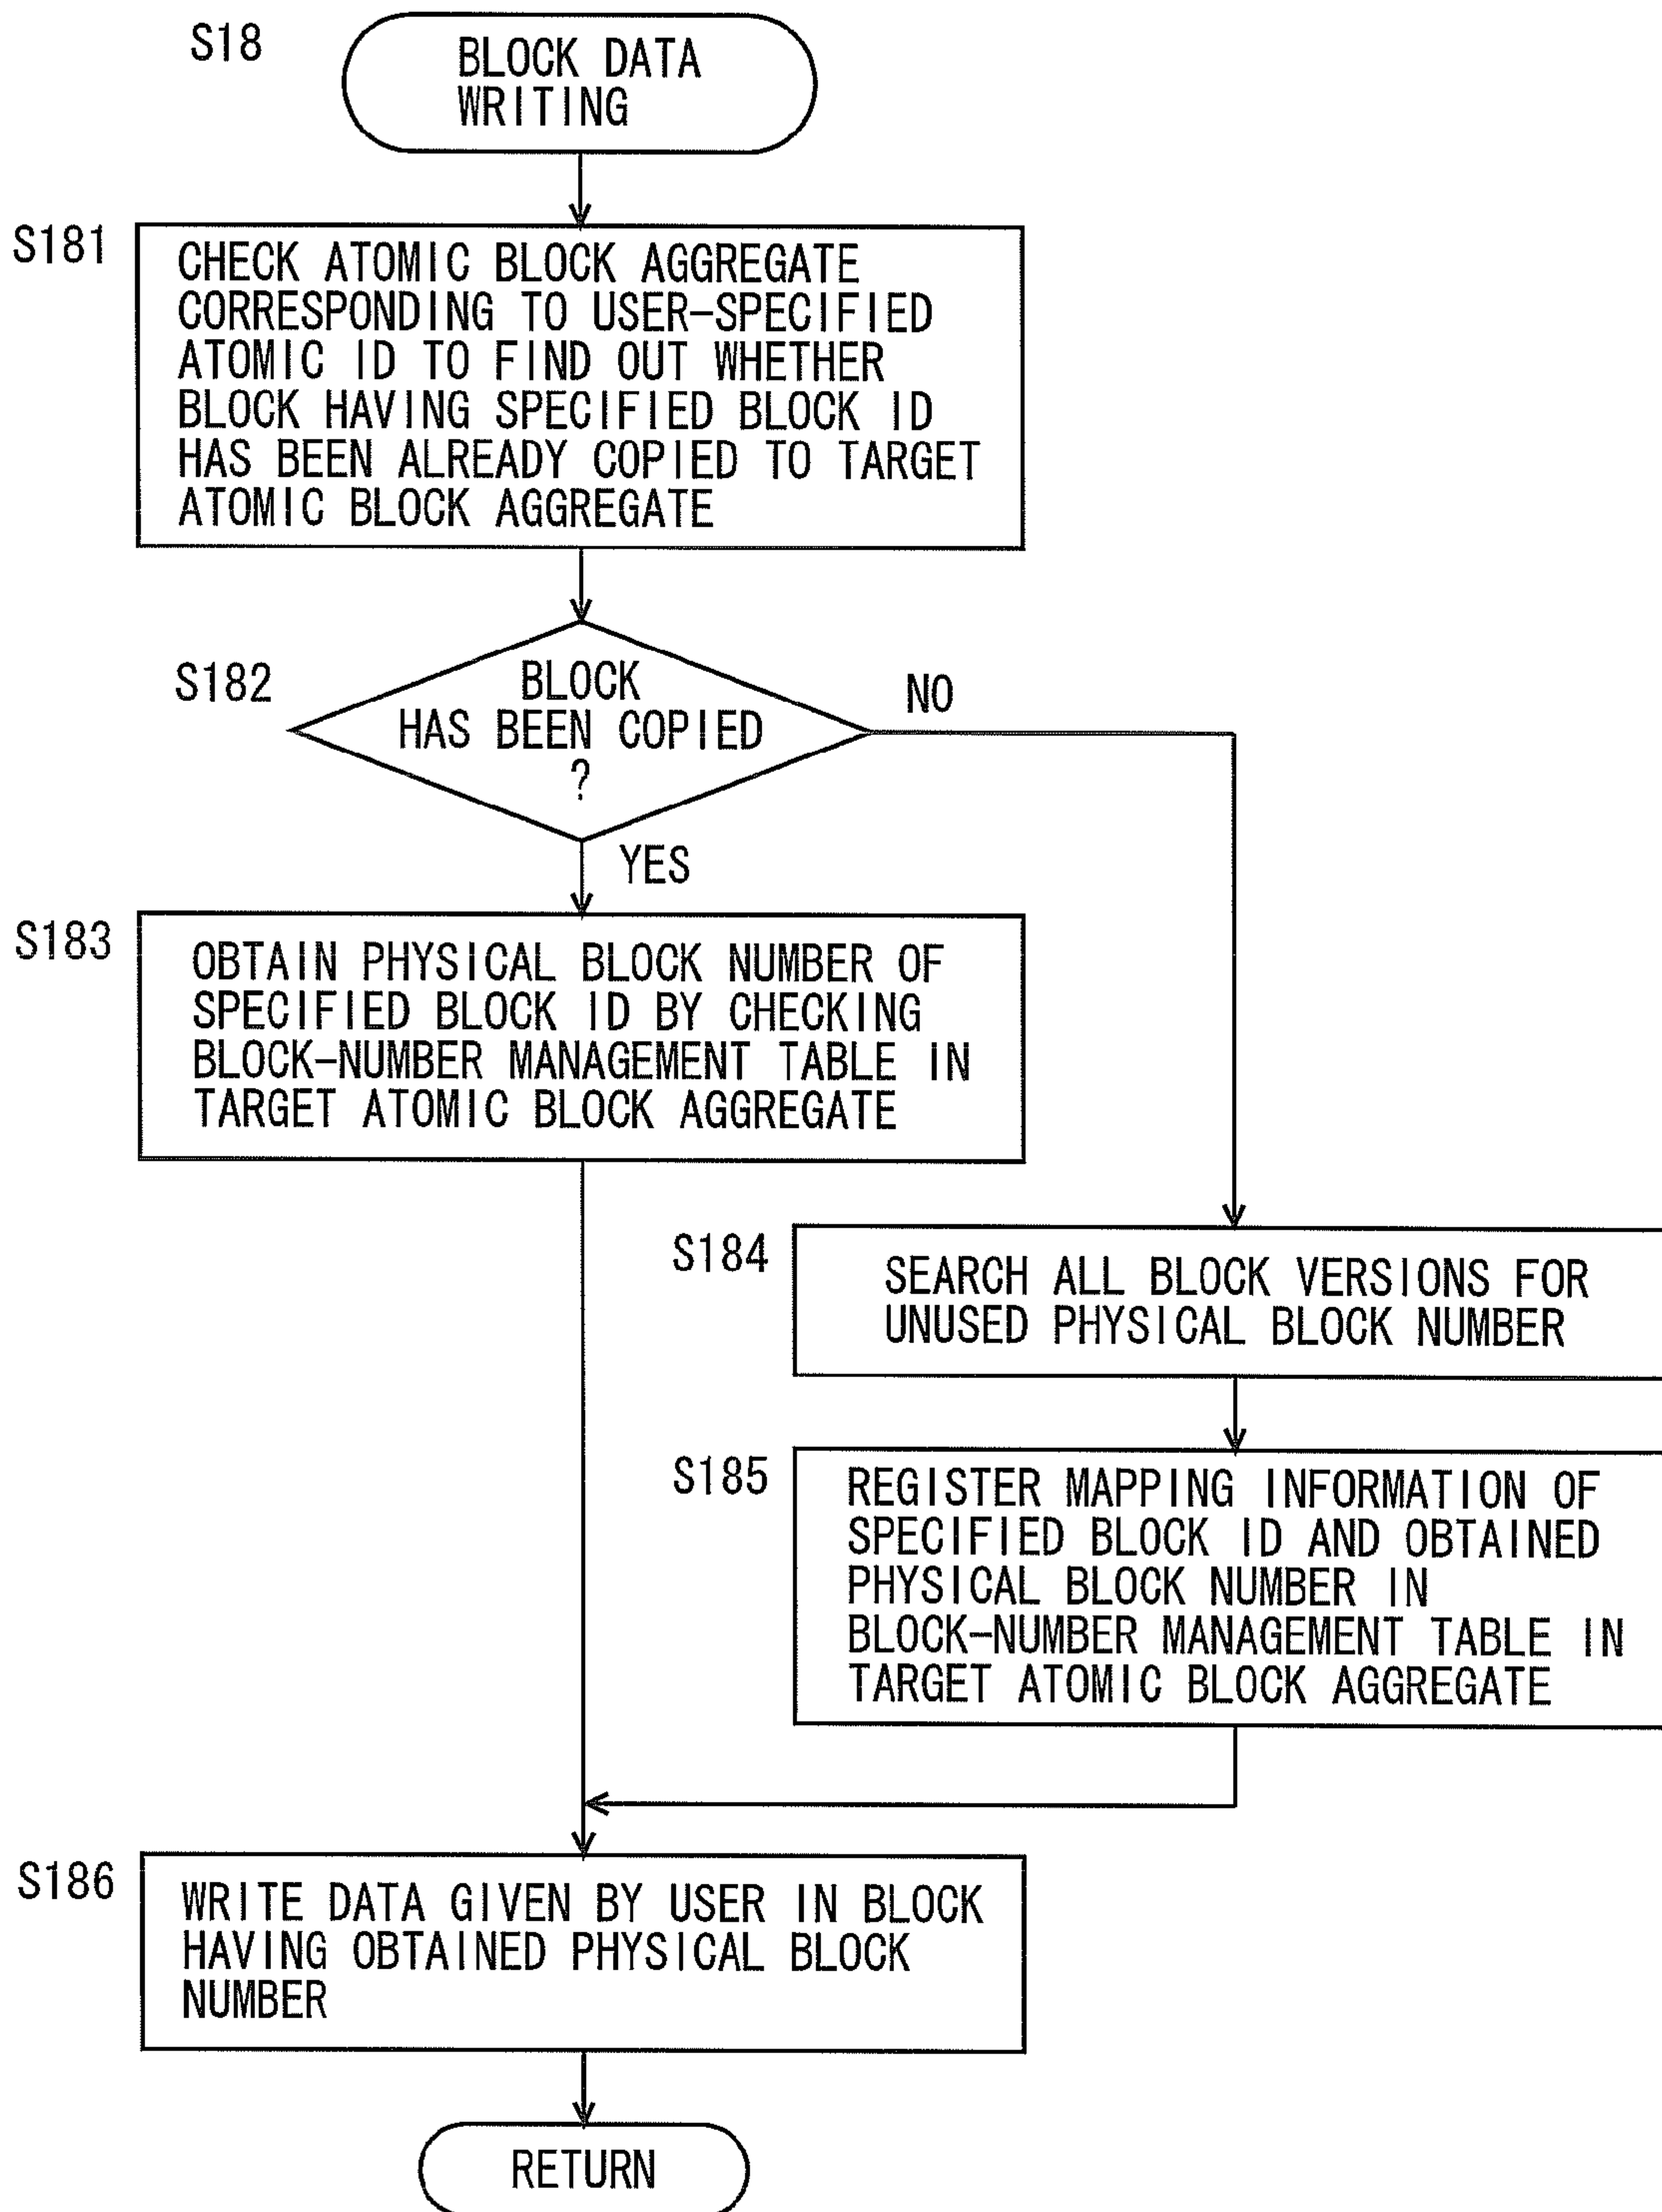 S18
BLOCK DATA
WRITING
S181
CHECK ATOMIC BLOCK AGGREGATE
CORRESPONDING TO USER-SPECIFIED
ATOMIC ID TO FIND OUT WHETHER
BLOCK HAVING SPECIFIED BLOCK ID
HAS BEEN ALREADY COPIED TO TARGET
ATOMIC BLOCK AGGREGATE
S182
BLOCK
HAS BEEN COPIED
?
NO
YES
S183
OBTAIN PHYSICAL BLOCK NUMBER OF
SPECIFIED BLOCK ID BY CHECKING
BLOCK-NUMBER MANAGEMENT TABLE IN
TARGET ATOMIC BLOCK AGGREGATE
S184
SEARCH ALL BLOCK VERSIONS FOR
UNUSED PHYSICAL BLOCK NUMBER
S185
REGISTER MAPPING INFORMATION OF
SPECIFIED BLOCK ID AND OBTAINED
PHYSICAL BLOCK NUMBER IN
BLOCK-NUMBER MANAGEMENT TABLE IN
TARGET ATOMIC BLOCK AGGREGATE
S186
WRITE DATA GIVEN BY USER IN BLOCK
HAVING OBTAINED PHYSICAL BLOCK
NUMBER
RETURN